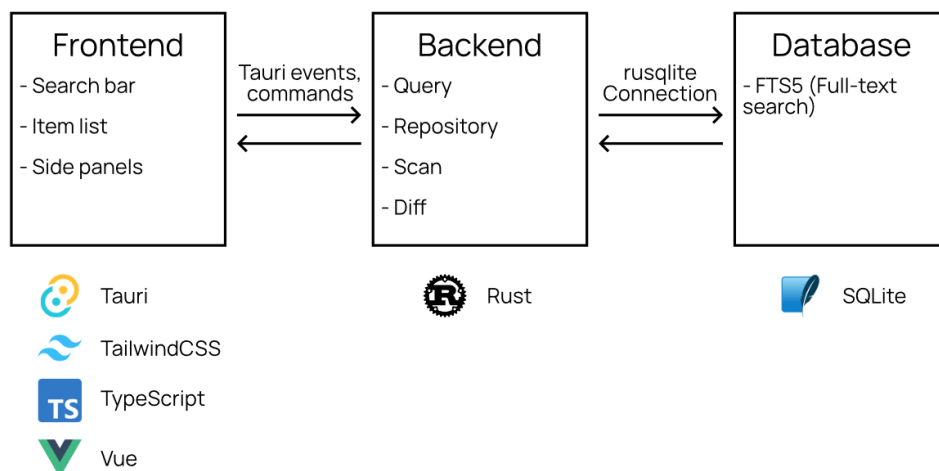 Frontend
- Search bar
- Item list
- Side panels
Tauri events,
commands
Backend
- Query
- Repository
- Scan
- Diff
rusqlite
Connection
Database
- FTS5 (Full-text
search)
Tauri
TailwindCSS
TS
TypeScript
Vue
R
Rust
SQLite